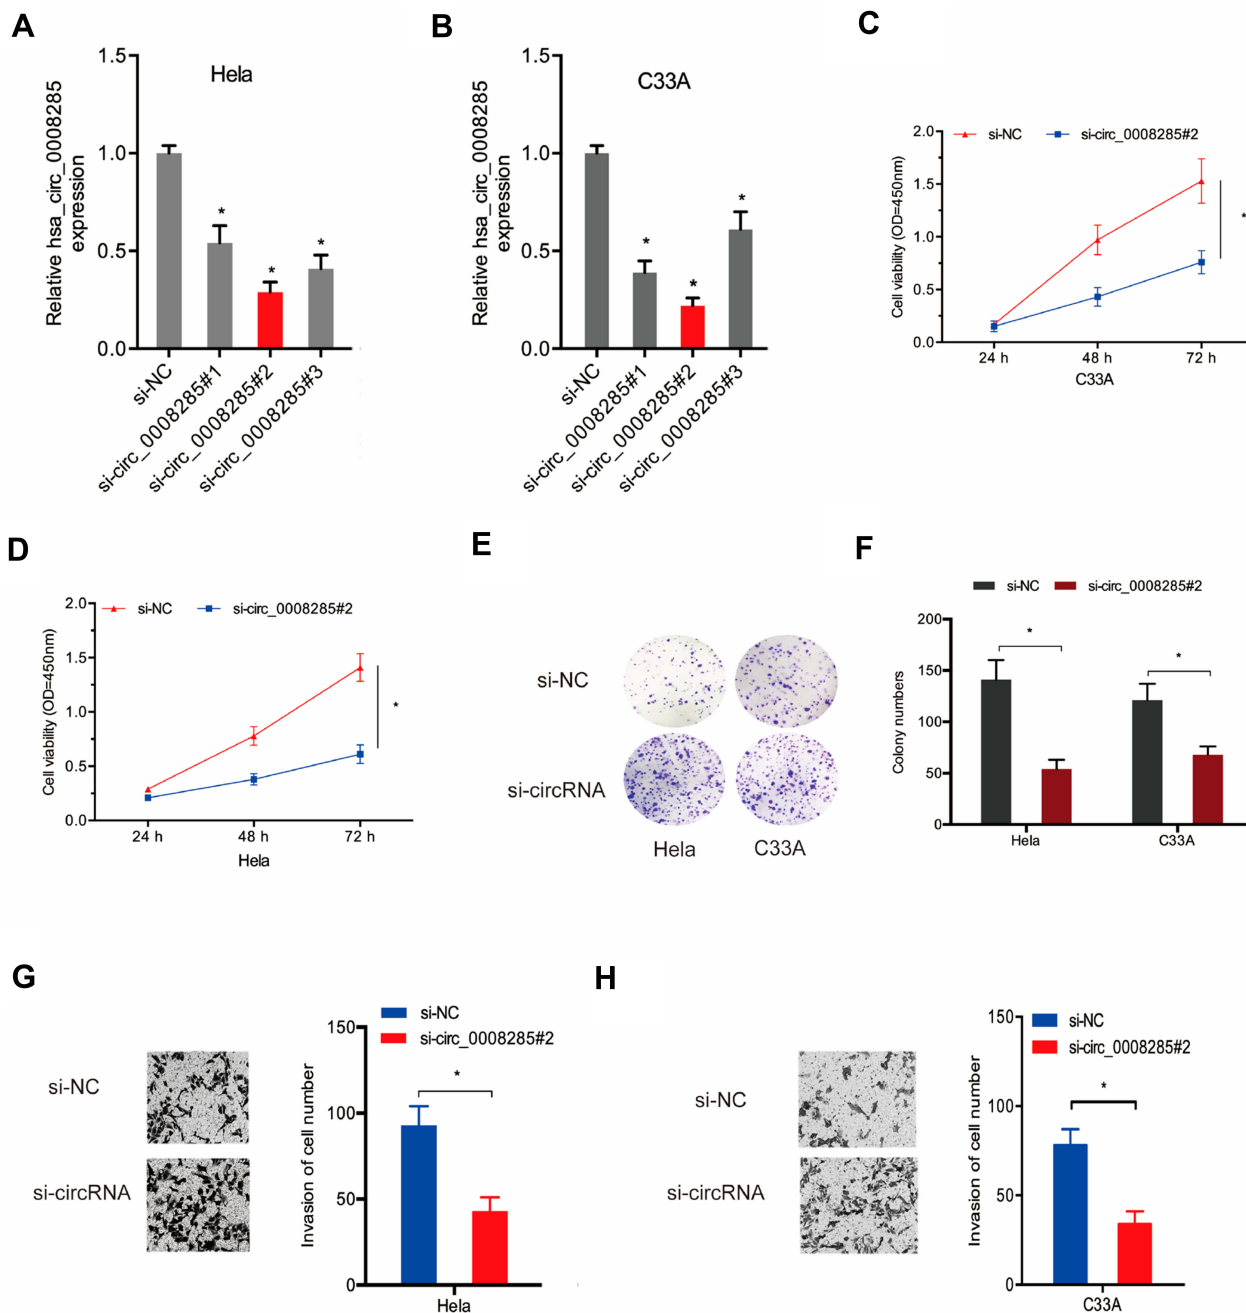 A
Hela
Relative hsa_circ_0008285
expression
1.5
1.0
0.5
0.0
*
*
*
si-NC
si-circ_0008285#1
si-circ_0008285#2
si-circ_0008285#3
B
C33A
Relative hsa_circ_0008285
expression
1.5
1.0
0.5
0.0
*
*
*
si-NC
si-circ_0008285#1
si-circ_0008285#2
si-circ_0008285#3
C
si-NC si-circ_0008285#2
Cell viability (OD=450nm)
2.0
1.5
1.0
0.5
0.0
*
24 h 48 h 72 h
C33A
D
si-NC si-circ_0008285#2
Cell viability (OD=450nm)
2.0
1.5
1.0
0.5
0.0
*
24 h 48 h 72 h
Hela
E
si-NC
si-circRNA
Hela C33A
F
si-NC si-circ_0008285#2
Colony numbers
200
150
100
50
0
*
*
Hela C33A
G
si-NC
si-circRNA
si-NC
si-circ_0008285#2
Invasion of cell number
150
100
50
0
*
Hela
H
si-NC
si-circRNA
si-NC
si-circ_0008285#2
Invasion of cell number
150
100
50
0
*
C33A